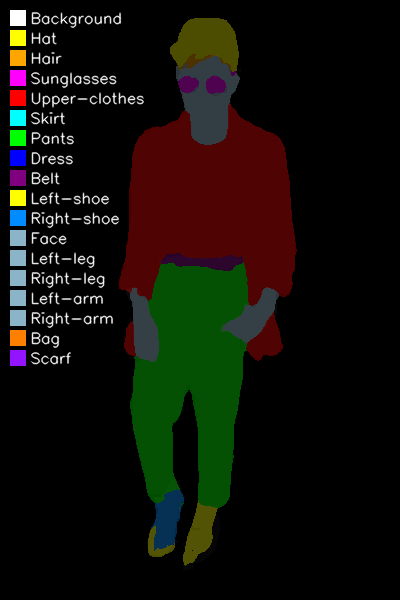 Background
Hat
Hair
Sunglasses
Upper-clothes
Skirt
Pants
Dress
Belt
Left-shoe
Right-shoe
Face
Left-leg
Right-leg
Left-arm
Right-arm
Bag
Scarf